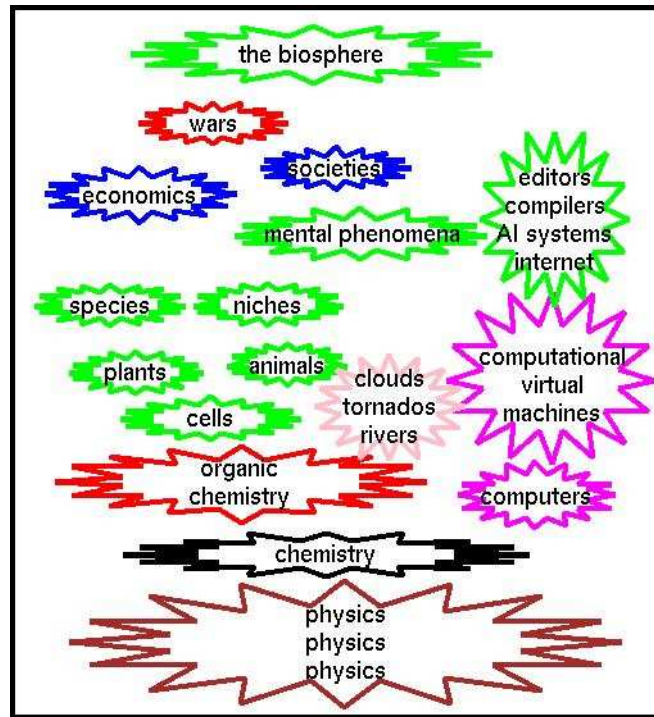 the biosphere
wars
societies
economics
editors
compilers
AI systems
internet
mental phenomena
species
niches
plants
animals
clouds
tornados
rivers
computational
virtual
machines
cells
organic
chemistry
computers
chemistry
physics
physics
physics